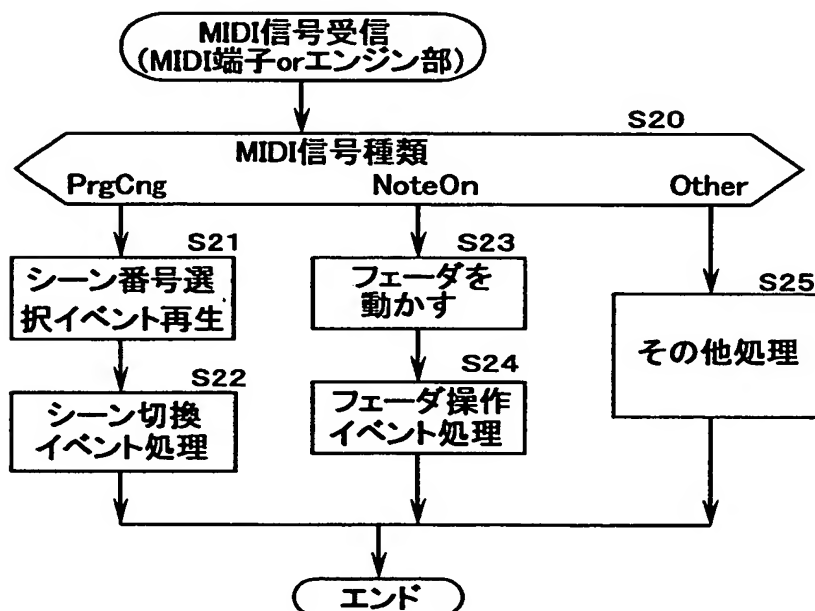 MIDI信号受信
(MIDI端子orエンジン部)
S20
MIDI信号種類
PrgCng
NoteOn
Other
S21
シーン番号選
択イベント再生
S22
シーン切換
イベント処理
S23
フェーダを
動かす
S24
フェーダ操作
イベント処理
S25
その他処理
エンド